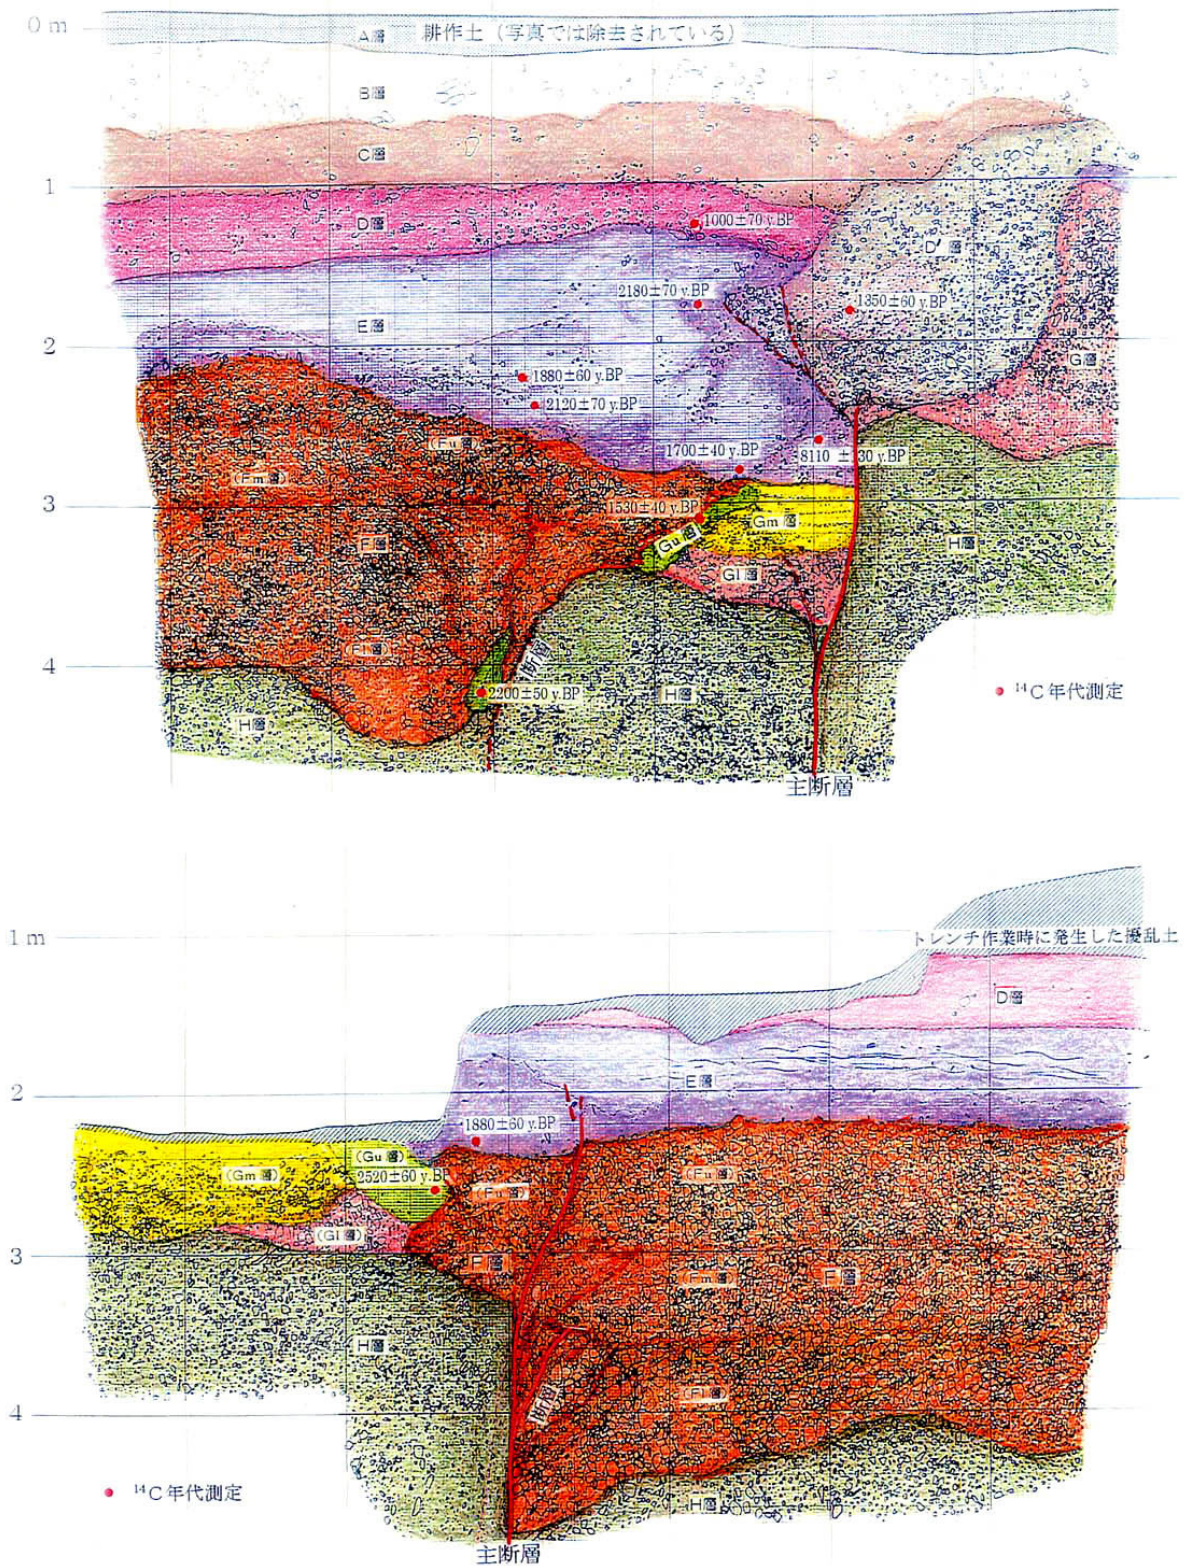 0 m
A層
耕作土 (写真では除去されている)
B層
C層
1
D層
1000±70 y.BP
D′層
2180±70 y.BP
1350±60 y.BP
E層
2
G層
1880±60 y.BP
2120±70 y.BP
(Fu層)
1700±40 y.BP
(Fm層)
3
1530±40 y.BP
Gm層
F層
Gu層
H層
Gl層
(Fl層)
4
断層
2200±50 y.BP
H層
H層
¹⁴C年代測定
主断層
1 m
トレンチ作業時に発生した擾乱土
D層
E層
2
1880±60 y.BP
(Gu層)
(Gm層)
2520±60 y.B
(Fu層)
(Fu層)
(Gl層)
3
F層
(Fm層)
F層
H層
断層
(Fl層)
4
¹⁴C年代測定
H層
主断層